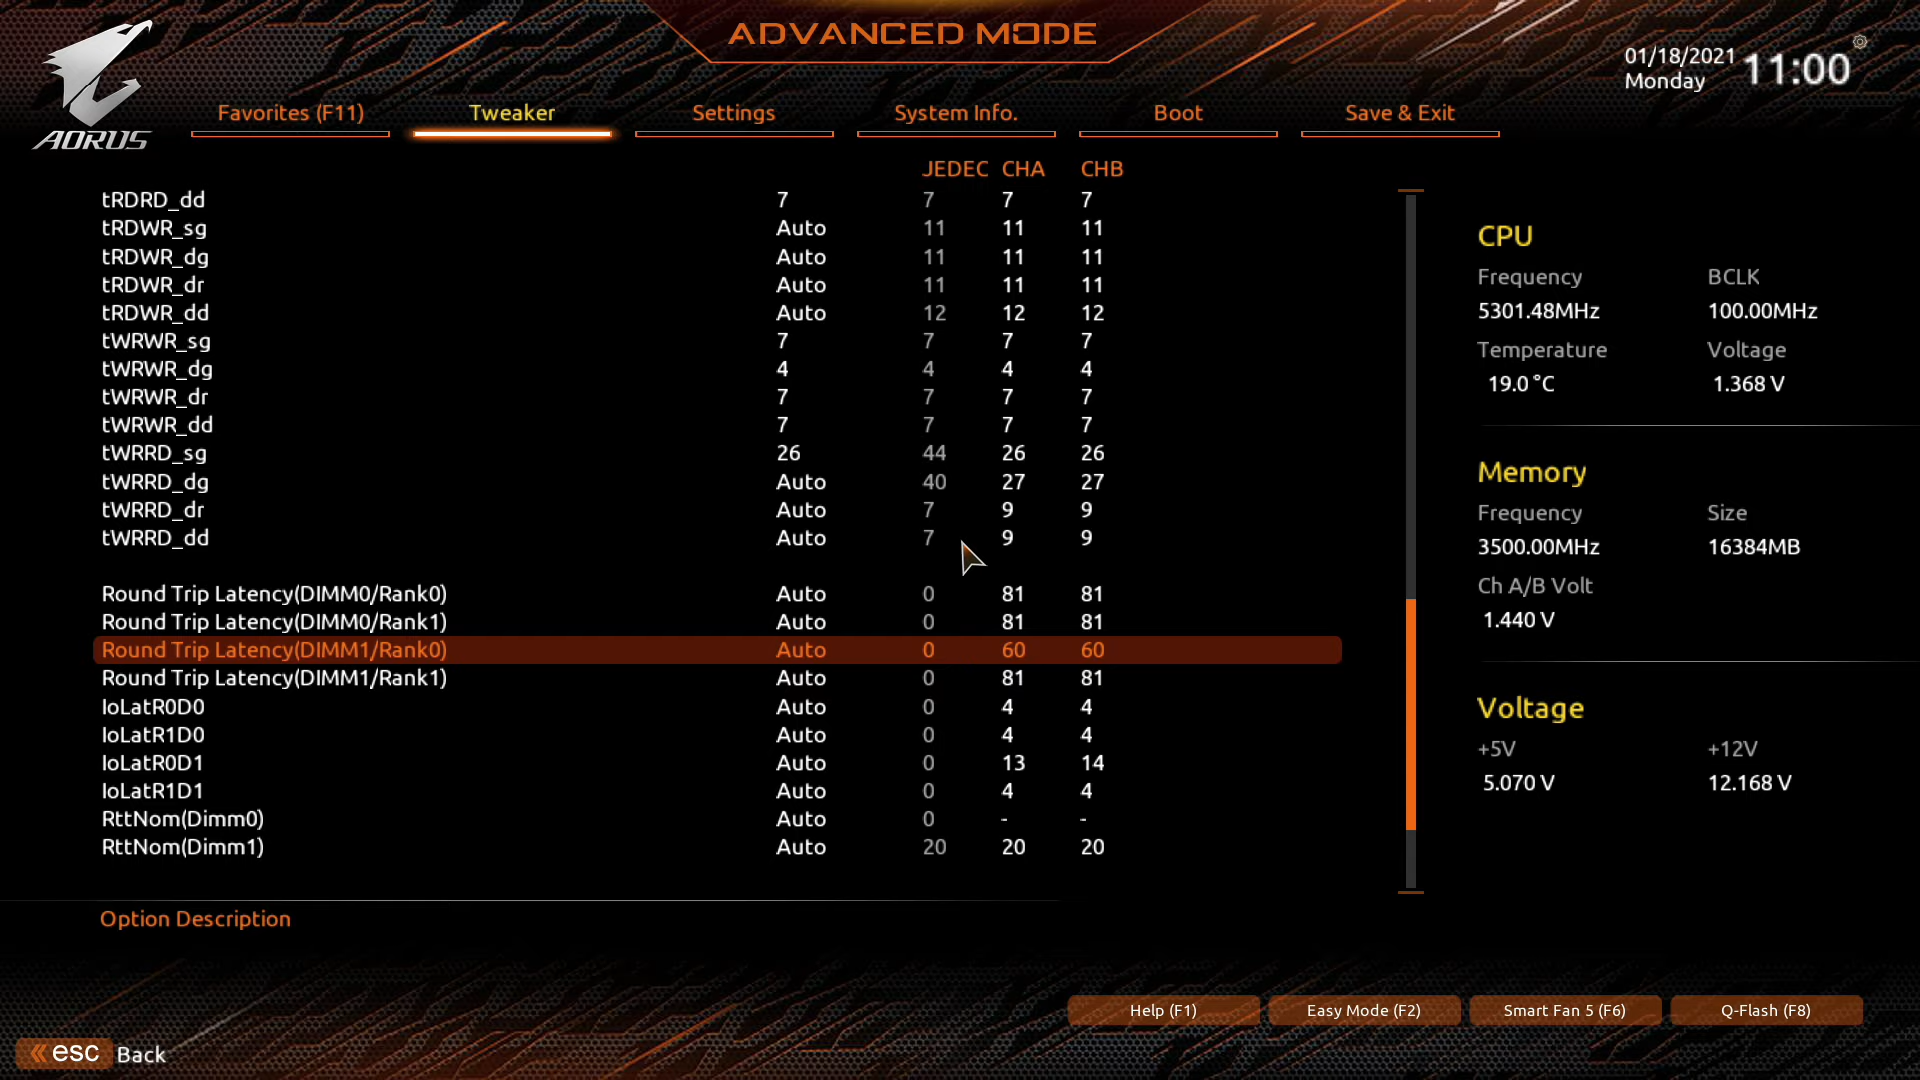 ADVANCED MODE
01/18/2021
Monday
11:00
AORUS
Favorites (F11) Tweaker Settings System Info. Boot Save & Exit
JEDEC CHA CHB
tRDRD_dd 7 7 7 7
tRDWR_sg Auto 11 11 11
tRDWR_dg Auto 11 11 11
tRDWR_dr Auto 11 11 11
tRDWR_dd Auto 12 12 12
tWRWR_sg 7 7 7 7
tWRWR_dg 4 4 4 4
tWRWR_dr 7 7 7 7
tWRWR_dd 7 7 7 7
tWRRD_sg 26 44 26 26
tWRRD_dg Auto 40 27 27
tWRRD_dr Auto 7 9 9
tWRRD_dd Auto 7 9 9
Round Trip Latency(DIMM0/Rank0) Auto 0 81 81
Round Trip Latency(DIMM0/Rank1) Auto 0 81 81
Round Trip Latency(DIMM1/Rank0) Auto 0 60 60
Round Trip Latency(DIMM1/Rank1) Auto 0 81 81
IoLatR0D0 Auto 0 4 4
IoLatR1D0 Auto 0 4 4
IoLatR0D1 Auto 0 13 14
IoLatR1D1 Auto 0 4 4
RttNom(Dimm0) Auto 0 - -
RttNom(Dimm1) Auto 20 20 20
CPU
Frequency BCLK
5301.48MHz 100.00MHz
Temperature Voltage
19.0 °C 1.368 V
Memory
Frequency Size
3500.00MHz 16384MB
Ch A/B Volt
1.440 V
Voltage
+5V +12V
5.070 V 12.168 V
Option Description
Help (F1) Easy Mode (F2) Smart Fan 5 (F6) Q-Flash (F8)
esc Back